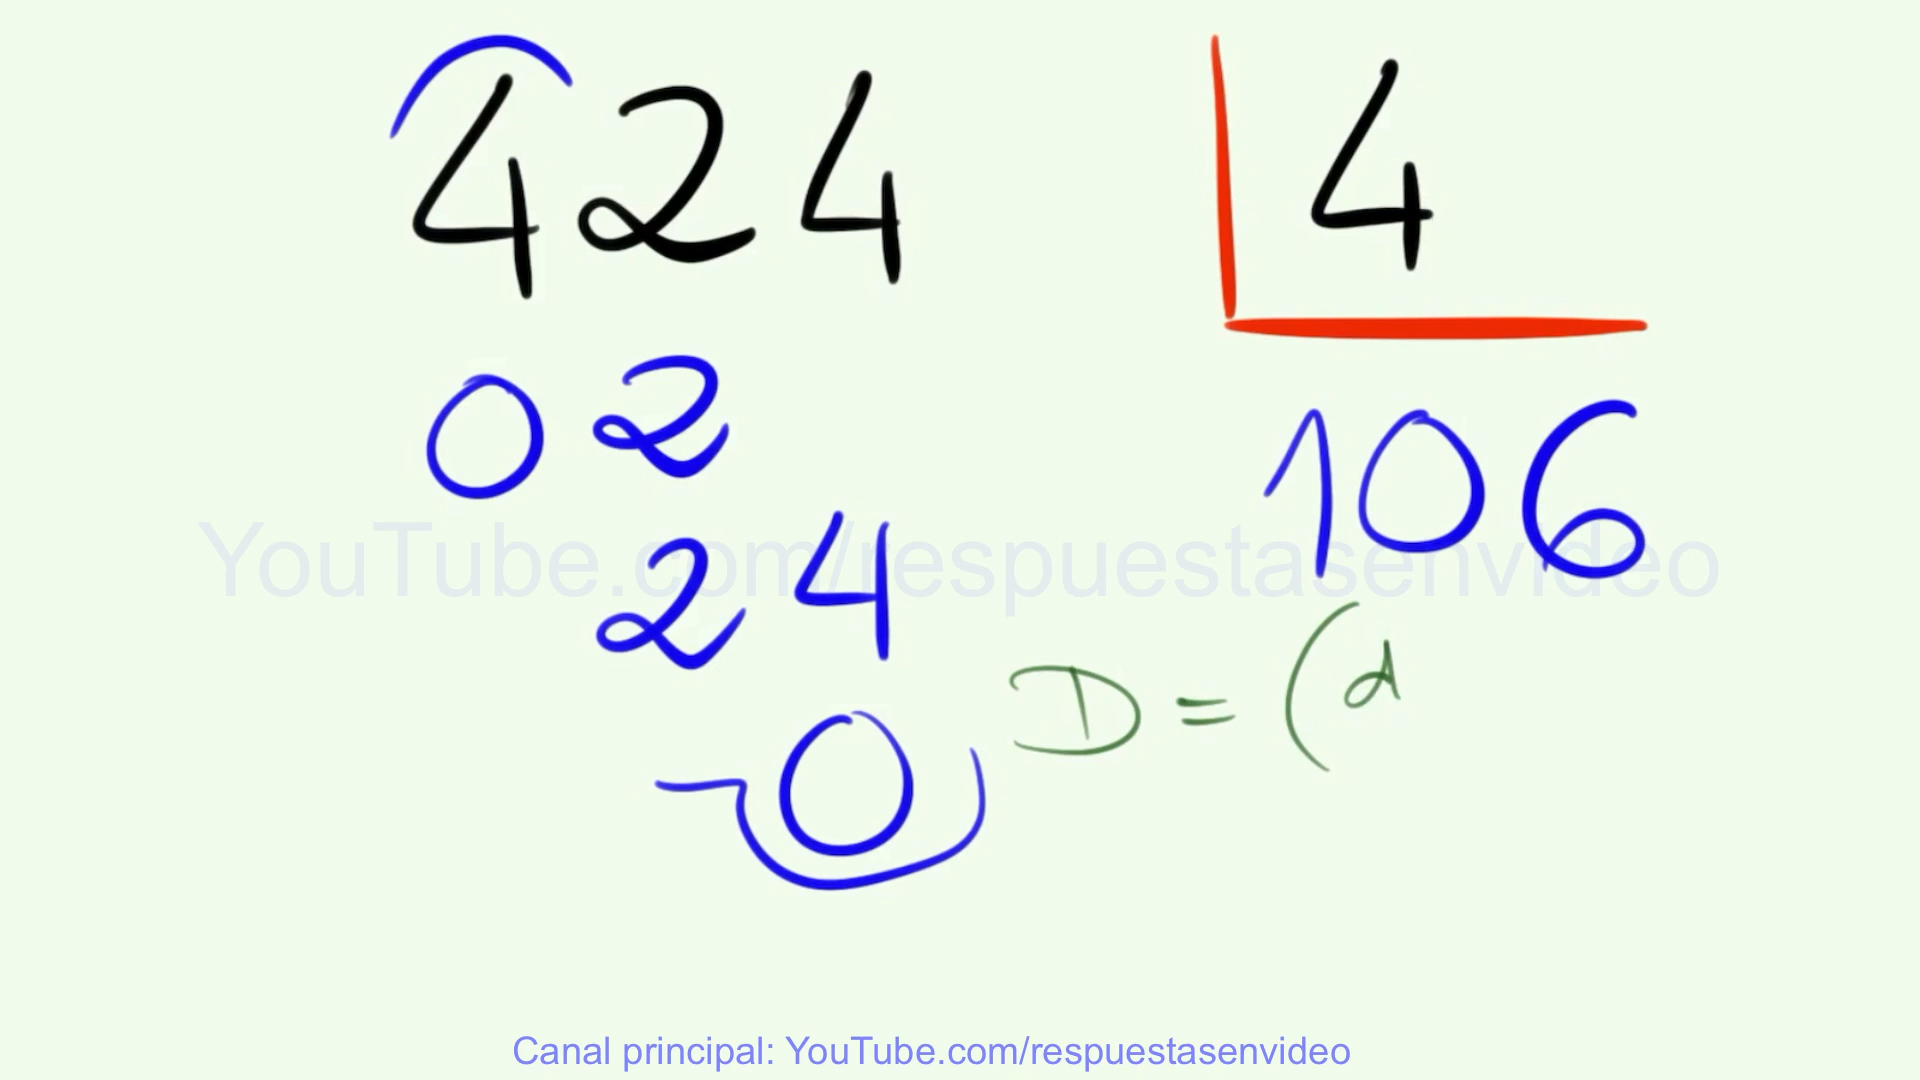 424 4
02 106
YouTube.com/respuestasenvideo
24
D = (d
0
Canal principal: YouTube.com/respuestasenvideo